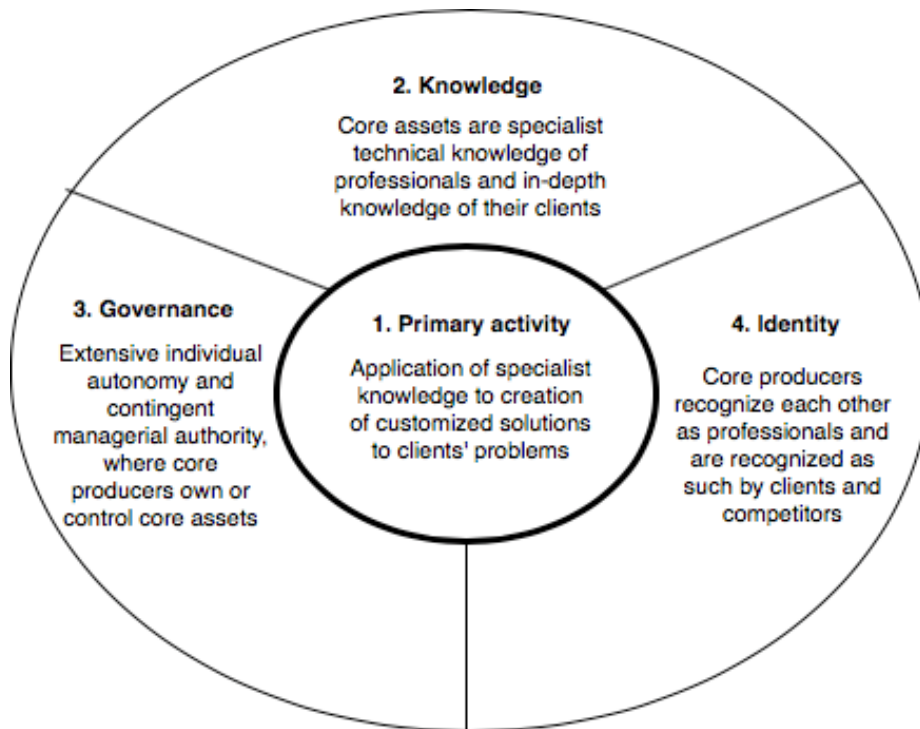 2. Knowledge
Core assets are specialist
technical knowledge of
professionals and in-depth
knowledge of their clients
3. Governance
Extensive individual
autonomy and
contingent
managerial authority,
where core
producers own or
control core assets
1. Primary activity
Application of specialist
knowledge to creation
of customized solutions
to clients' problems
4. Identity
Core producers
recognize each other
as professionals and
are recognized as
such by clients and
competitors